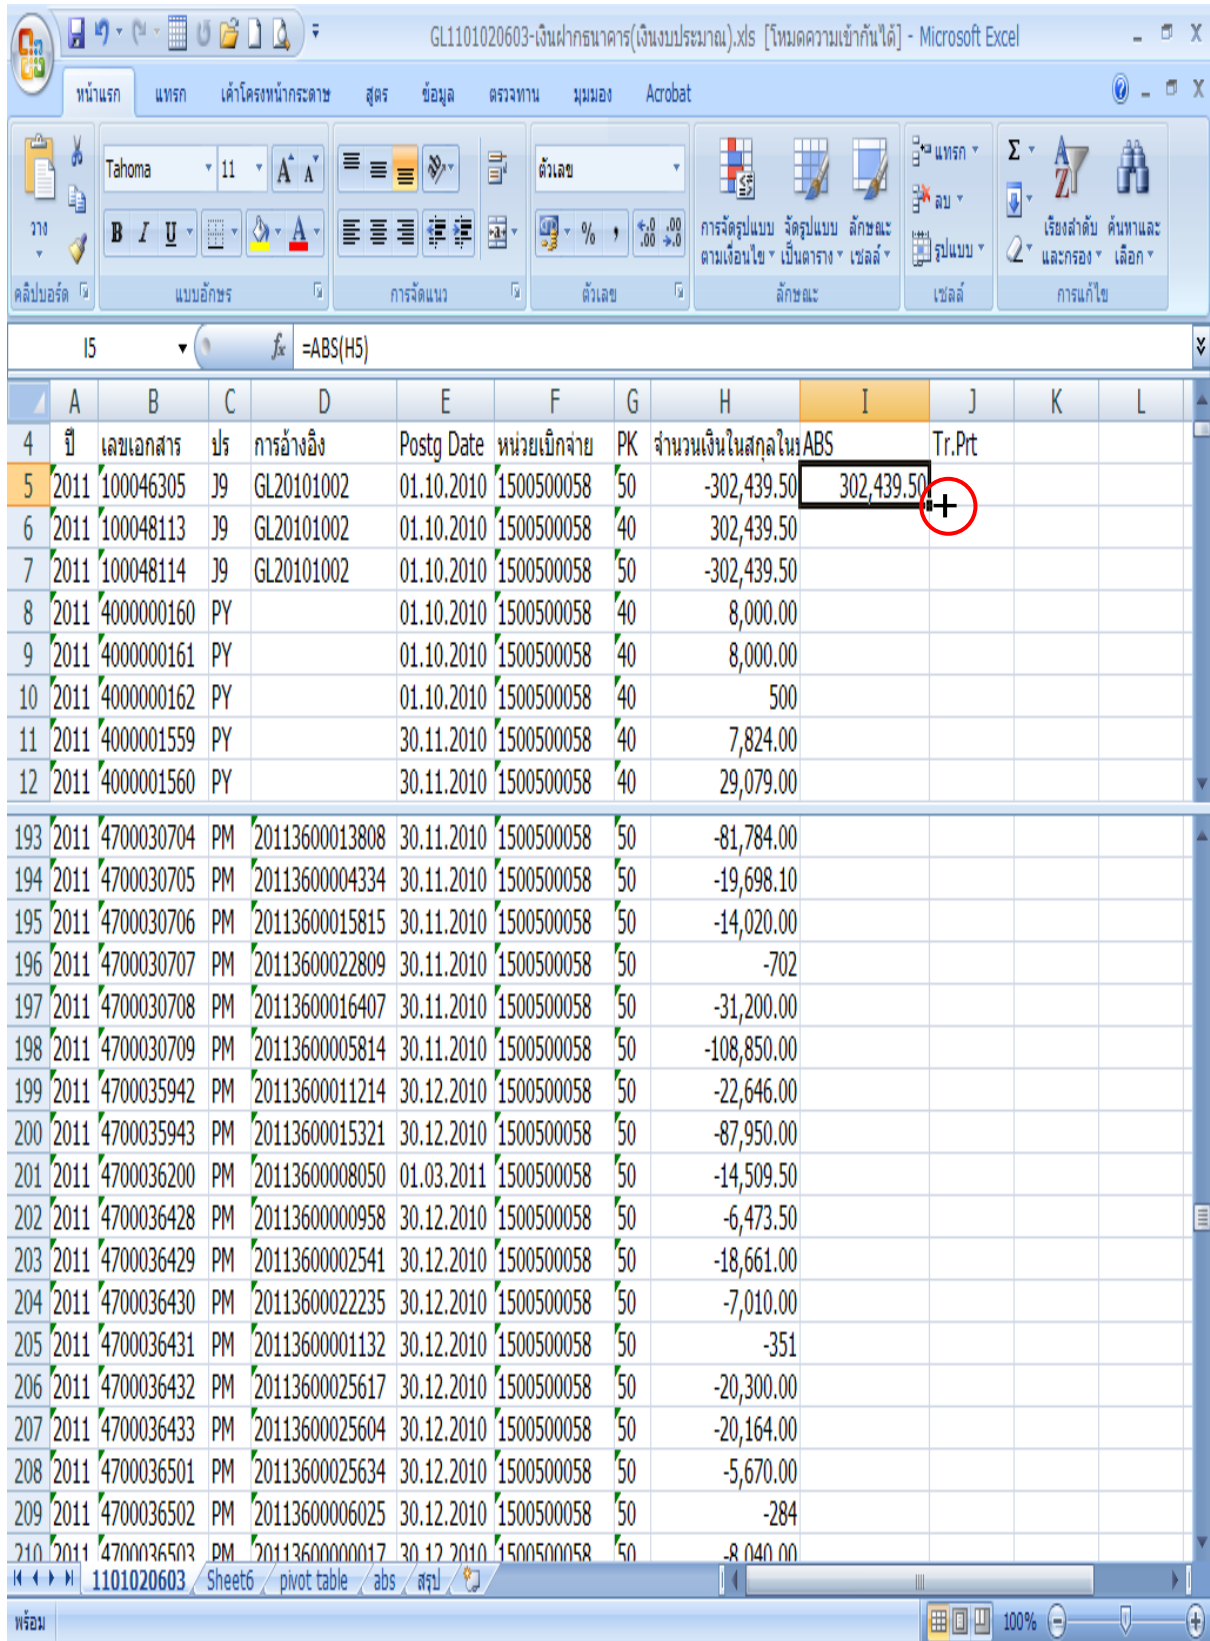 GL1101020603-เงินฝากธนาคาร(เงินงบประมาณ).xls [โหมดความเข้ากันได้] - Microsoft Excel
หน้าแรก แทรก เค้าโครงหน้ากระดาษ สูตร ข้อมูล ตรวจทาน มุมมอง Acrobat
Tahoma 11 ตัวเลข แทรก
ลบ
วาง การจัดรูปแบบ จัดรูปแบบ ลักษณะ รูปแบบ เรียงลำดับ ค้นหาและ
ตามเงื่อนไข เป็นตาราง เซลล์ และกรอง เลือก
คลิปบอร์ด แบบอักษร การจัดแนว ตัวเลข ลักษณะ เซลล์ การแก้ไข
I5 fx =ABS(H5)
A B C D E F G H I J K L
4 ปี เลขเอกสาร ปร การอ้างอิง Postg Date หน่วยเบิกจ่าย PK จำนวนเงินในสกุลใน ABS Tr.Prt
5 2011 100046305 J9 GL20101002 01.10.2010 1500500058 50 -302,439.50 302,439.50
6 2011 100048113 J9 GL20101002 01.10.2010 1500500058 40 302,439.50
7 2011 100048114 J9 GL20101002 01.10.2010 1500500058 50 -302,439.50
8 2011 4000000160 PY 01.10.2010 1500500058 40 8,000.00
9 2011 4000000161 PY 01.10.2010 1500500058 40 8,000.00
10 2011 4000000162 PY 01.10.2010 1500500058 40 500
11 2011 4000001559 PY 30.11.2010 1500500058 40 7,824.00
12 2011 4000001560 PY 30.11.2010 1500500058 40 29,079.00
193 2011 4700030704 PM 20113600013808 30.11.2010 1500500058 50 -81,784.00
194 2011 4700030705 PM 20113600004334 30.11.2010 1500500058 50 -19,698.10
195 2011 4700030706 PM 20113600015815 30.11.2010 1500500058 50 -14,020.00
196 2011 4700030707 PM 20113600022809 30.11.2010 1500500058 50 -702
197 2011 4700030708 PM 20113600016407 30.11.2010 1500500058 50 -31,200.00
198 2011 4700030709 PM 20113600005814 30.11.2010 1500500058 50 -108,850.00
199 2011 4700035942 PM 20113600011214 30.12.2010 1500500058 50 -22,646.00
200 2011 4700035943 PM 20113600015321 30.12.2010 1500500058 50 -87,950.00
201 2011 4700036200 PM 20113600008050 01.03.2011 1500500058 50 -14,509.50
202 2011 4700036428 PM 20113600000958 30.12.2010 1500500058 50 -6,473.50
203 2011 4700036429 PM 20113600002541 30.12.2010 1500500058 50 -18,661.00
204 2011 4700036430 PM 20113600022235 30.12.2010 1500500058 50 -7,010.00
205 2011 4700036431 PM 20113600001132 30.12.2010 1500500058 50 -351
206 2011 4700036432 PM 20113600025617 30.12.2010 1500500058 50 -20,300.00
207 2011 4700036433 PM 20113600025604 30.12.2010 1500500058 50 -20,164.00
208 2011 4700036501 PM 20113600025634 30.12.2010 1500500058 50 -5,670.00
209 2011 4700036502 PM 20113600006025 30.12.2010 1500500058 50 -284
210 2011 4700036503 PM 20113600000017 30.12.2010 1500500058 50 -8,040.00
1101020603 Sheet6 pivot table abs สรุป
พร้อม 100%